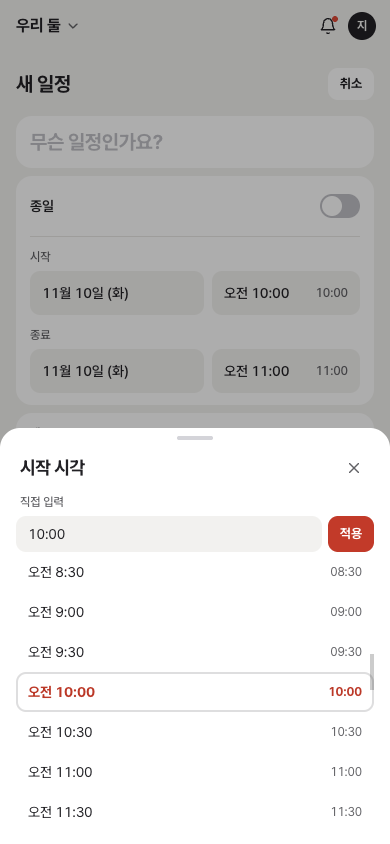 우리 둘
지
새 일정
취소
무슨 일정인가요?
종일
시작
11월 10일 (화)
오전 10:00 10:00
종료
11월 10일 (화)
오전 11:00 11:00
시작 시각
직접 입력
10:00
적용
오전 8:30 08:30
오전 9:00 09:00
오전 9:30 09:30
오전 10:00 10:00
오전 10:30 10:30
오전 11:00 11:00
오전 11:30 11:30